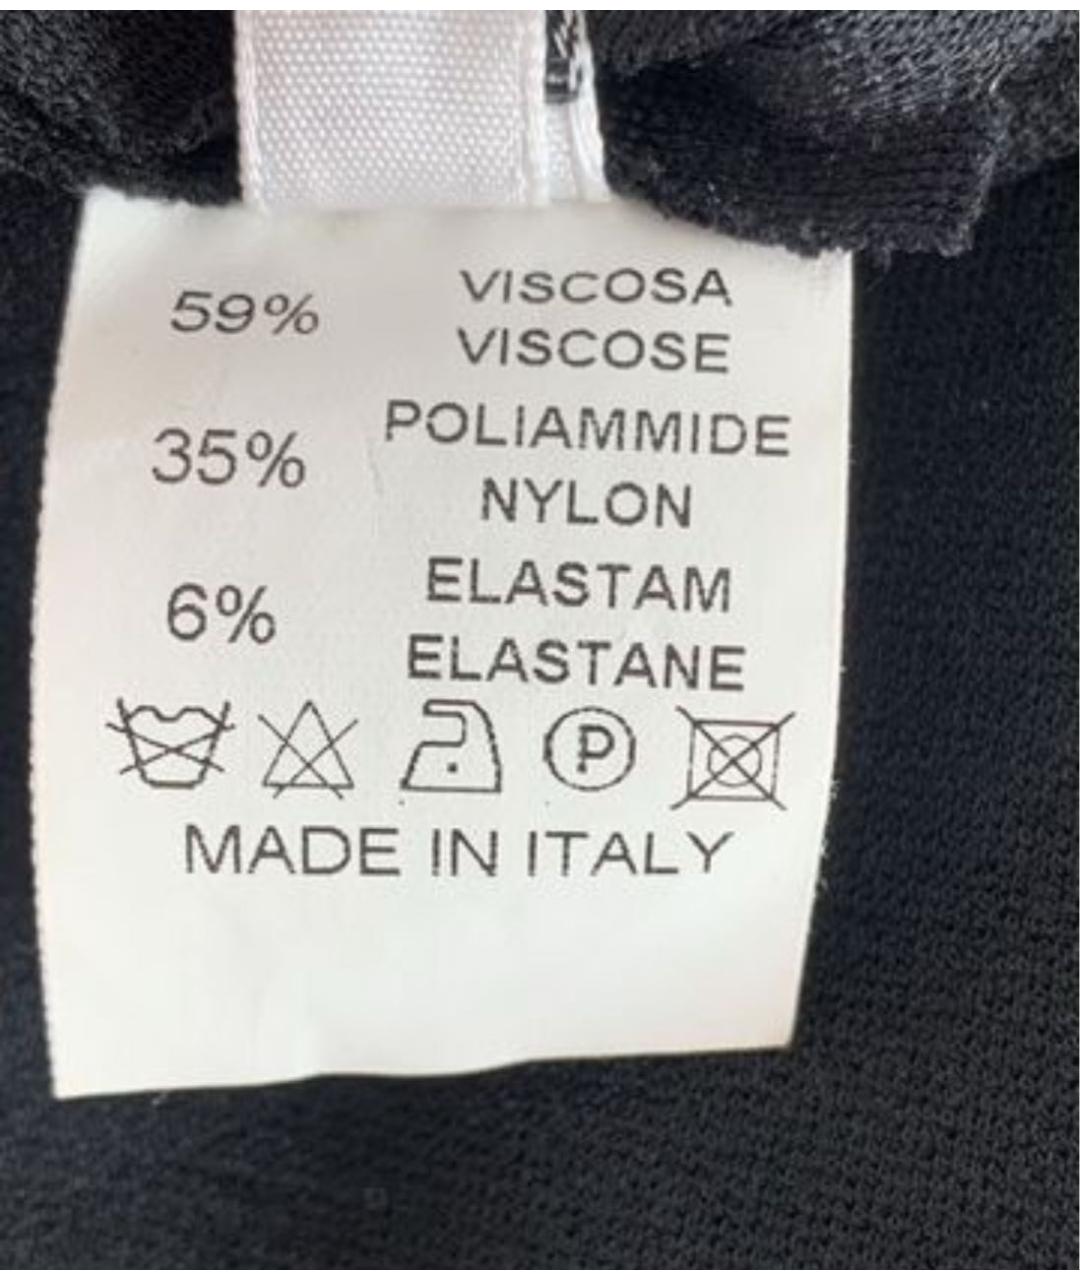 59% VISCOSA
VISCOSE
35% POLIAMMIDE
NYLON
6% ELASTAM
ELASTANE
P
MADE IN ITALY